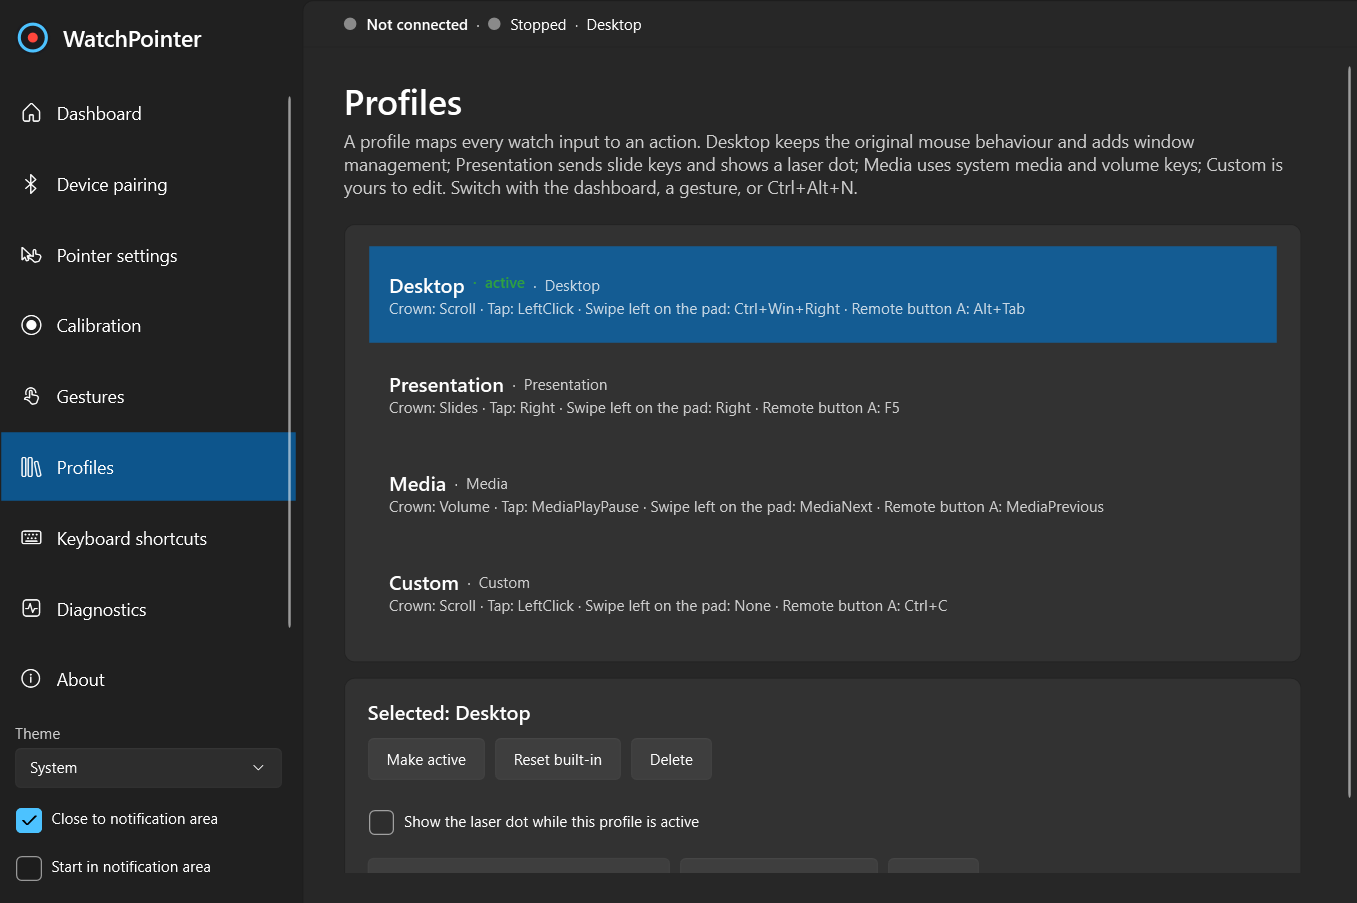 WatchPointer
Not connected · Stopped · Desktop
Dashboard
Device pairing
Pointer settings
Calibration
Gestures
Profiles
Keyboard shortcuts
Diagnostics
About
Theme
System
Close to notification area
Start in notification area
Profiles
A profile maps every watch input to an action. Desktop keeps the original mouse behaviour and adds window
management; Presentation sends slide keys and shows a laser dot; Media uses system media and volume keys; Custom is
yours to edit. Switch with the dashboard, a gesture, or Ctrl+Alt+N.
Desktop · active · Desktop
Crown: Scroll · Tap: LeftClick · Swipe left on the pad: Ctrl+Win+Right · Remote button A: Alt+Tab
Presentation · Presentation
Crown: Slides · Tap: Right · Swipe left on the pad: Right · Remote button A: F5
Media · Media
Crown: Volume · Tap: MediaPlayPause · Swipe left on the pad: MediaNext · Remote button A: MediaPrevious
Custom · Custom
Crown: Scroll · Tap: LeftClick · Swipe left on the pad: None · Remote button A: Ctrl+C
Selected: Desktop
Make active Reset built-in Delete
Show the laser dot while this profile is active